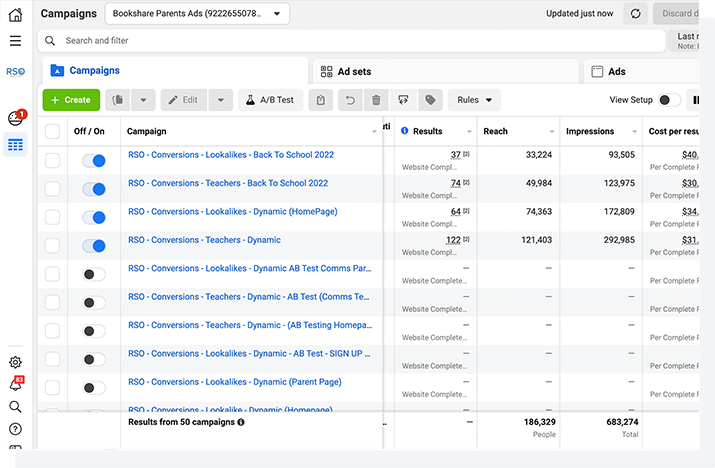 Campaigns
Bookshare Parents Ads (9222655078...
Updated just now
Discard d
Search and filter
Last
Note:
RSO
Campaigns
Ad sets
Ads
1
+ Create
Edit
A/B Test
Rules
View Setup
Off / On
Campaign
uti
Results
Reach
Impressions
Cost per resu
RSO - Conversions - Lookalikes - Back To School 2022
37 [2]
33,224
93,505
$40.
Website Compl...
Per Complete F
RSO - Conversions - Teachers - Back To School 2022
74 [2]
49,984
123,975
$30.
Website Compl...
Per Complete F
RSO - Conversions - Lookalikes - Dynamic (HomePage)
64 [2]
74,363
172,809
$34.
Website Compl...
Per Complete F
RSO - Conversions - Teachers - Dynamic
122 [2]
121,403
292,985
$31.
Website Compl...
Per Complete F
RSO - Conversions - Lookalikes - Dynamic AB Test Comms Par...
—
—
—
Website Complete...
Per Complete F
RSO - Conversions - Teachers - Dynamic - AB Test (Comms Te...
—
—
—
Website Complete...
Per Complete F
RSO - Conversions - Teachers - Dynamic - (AB Testing Homepa...
—
—
—
Website Complete...
Per Complete F
RSO - Conversions - Lookalikes - Dynamic - AB Test - SIGN UP ...
—
—
—
Website Complete...
Per Complete F
RSO - Conversions - Lookalikes - Dynamic (Parent Page)
—
—
—
Website Complete...
Per Complete F
RSO - Conversions - Lookalikes - Dynamic (Homepage)
83
Results from 50 campaigns
...
—
186,329
683,274
People
Total